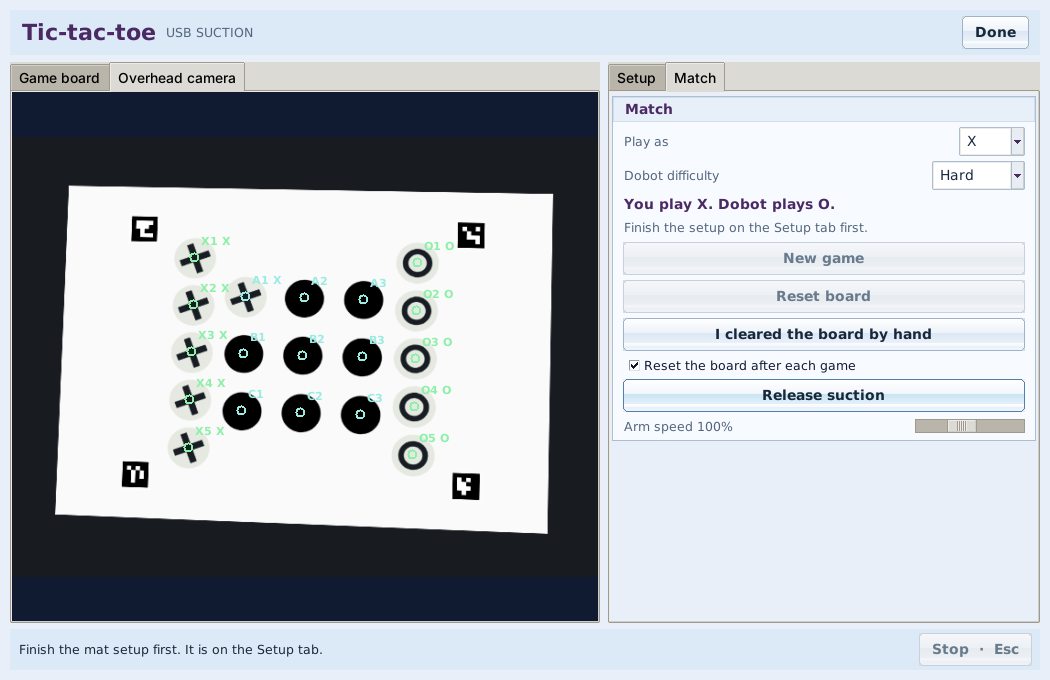 Tic-tac-toe USB SUCTION
Done
Game board
Overhead camera
Setup
Match
Match
Play as
X
Dobot difficulty
Hard
You play X. Dobot plays O.
Finish the setup on the Setup tab first.
New game
Reset board
I cleared the board by hand
Reset the board after each game
Release suction
Arm speed 100%
X1 X
O1 O
X2 X
A1 X
A2
A3
O2 O
X3 X
B1
B2
B3
O3 O
X4 X
C1
C2
C3
O4 O
X5 X
O5 O
Finish the mat setup first. It is on the Setup tab.
Stop · Esc